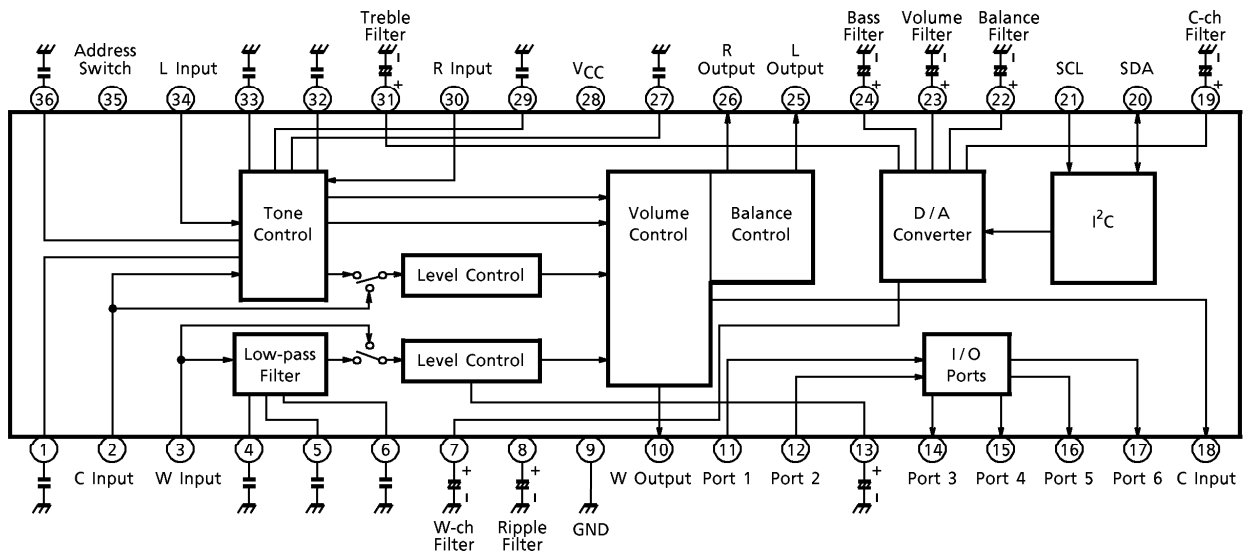 Treble
Filter
Bass
Filter
Volume
Filter
Balance
Filter
C-ch
Filter
Address
Switch
L Input
R Input
VCC
R
Output
L
Output
SCL
SDA
36
35
34
33
32
31
30
29
28
27
26
25
24
23
22
21
20
19
Tone
Control
Volume
Control
Balance
Control
D / A
Converter
I²C
Level Control
Low-pass
Filter
Level Control
I / O
Ports
1
2
3
4
5
6
7
8
9
10
11
12
13
14
15
16
17
18
C Input
W Input
W Output
Port 1
Port 2
Port 3
Port 4
Port 5
Port 6
C Input
W-ch
Filter
Ripple
Filter
GND